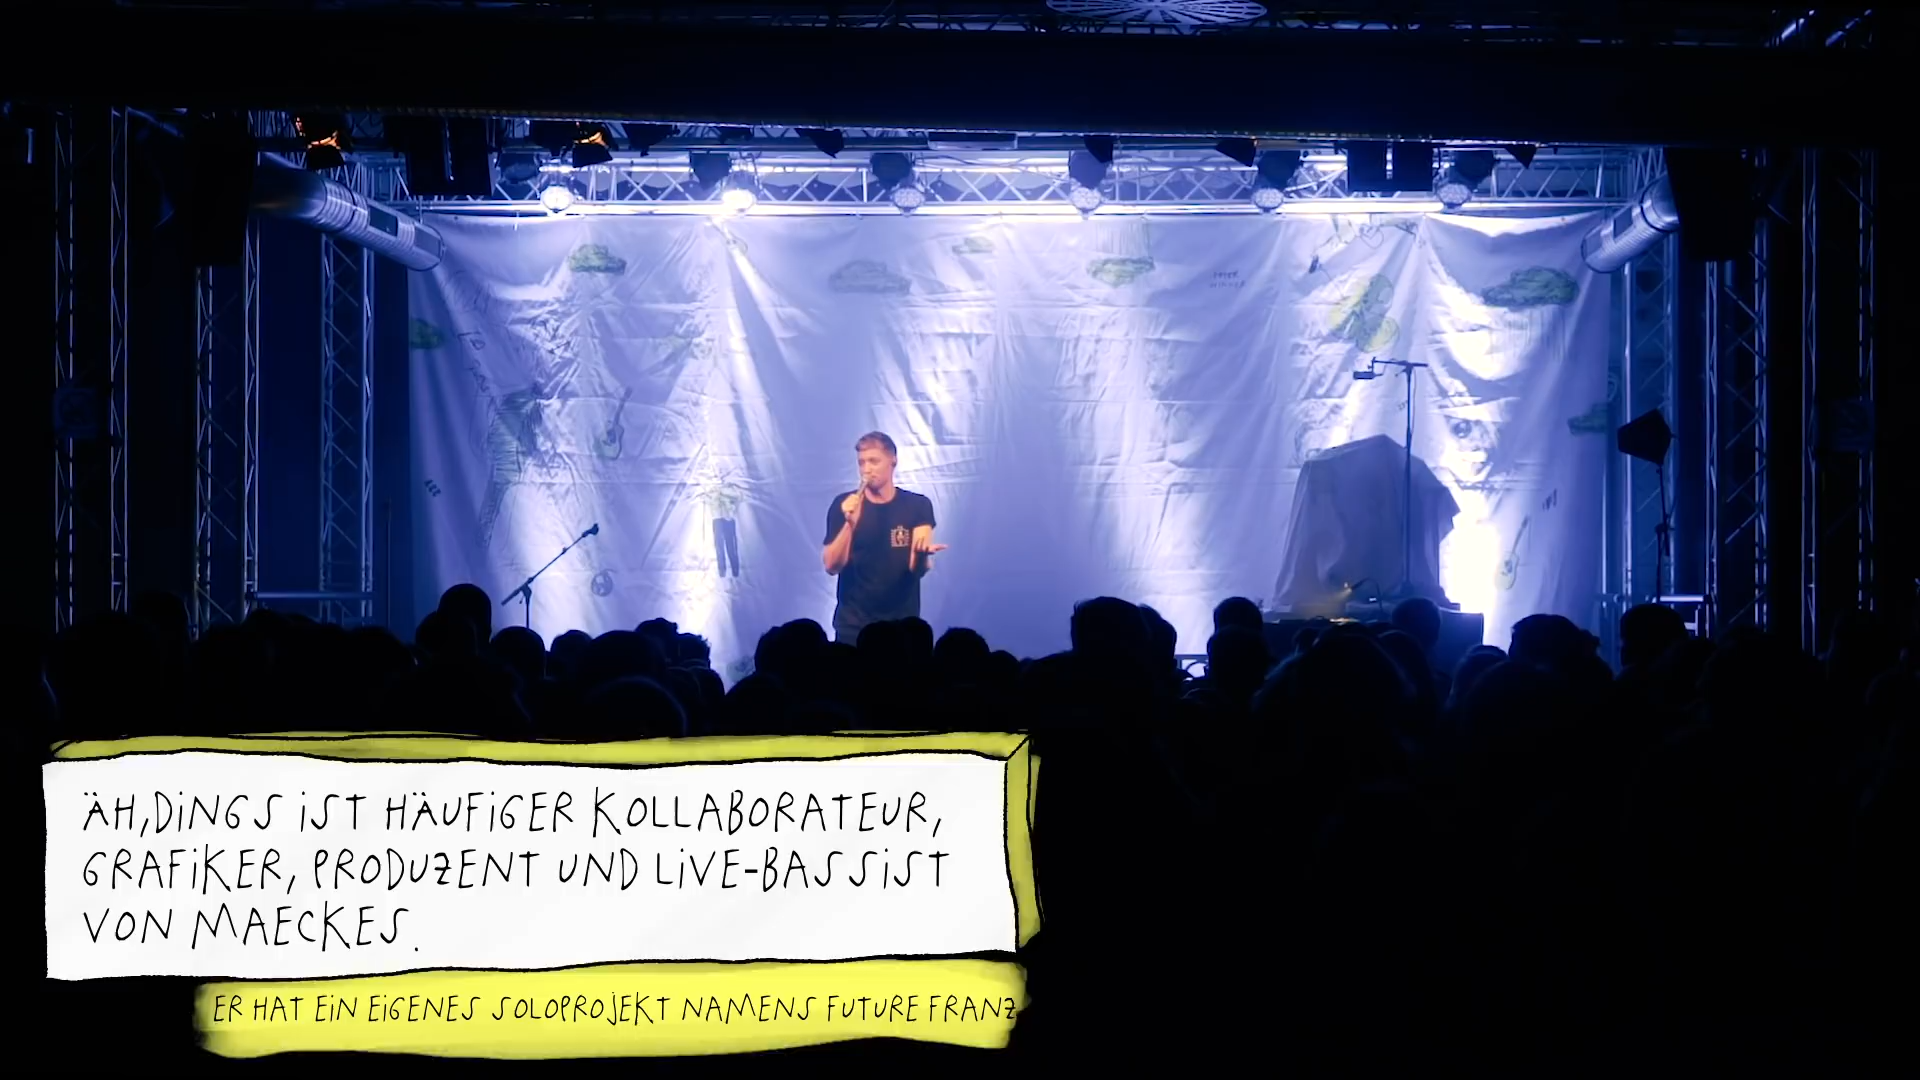 ÄH,DiNGS iST HÄUFiGER KOLLABORATEUR,
GRAFiKER, PRODUZENT UND LiVE-BASSiST
VON MAECKES.
ER HAT EiN EiGENES SOLOPROJEKT NAMENS FUTURE FRANZ